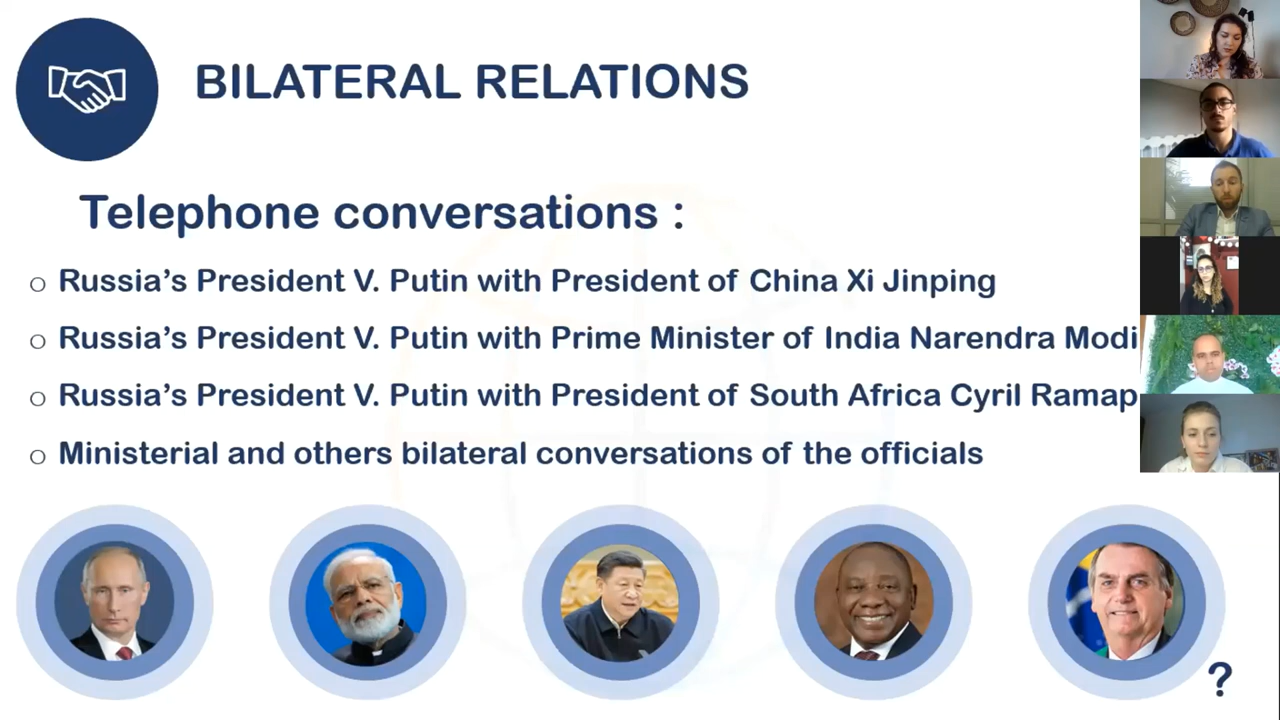 BILATERAL RELATIONS
Telephone conversations :
Russia's President V. Putin with President of China Xi Jinping
Russia's President V. Putin with Prime Minister of India Narendra Modi
Russia's President V. Putin with President of South Africa Cyril Ramap
Ministerial and others bilateral conversations of the officials
?